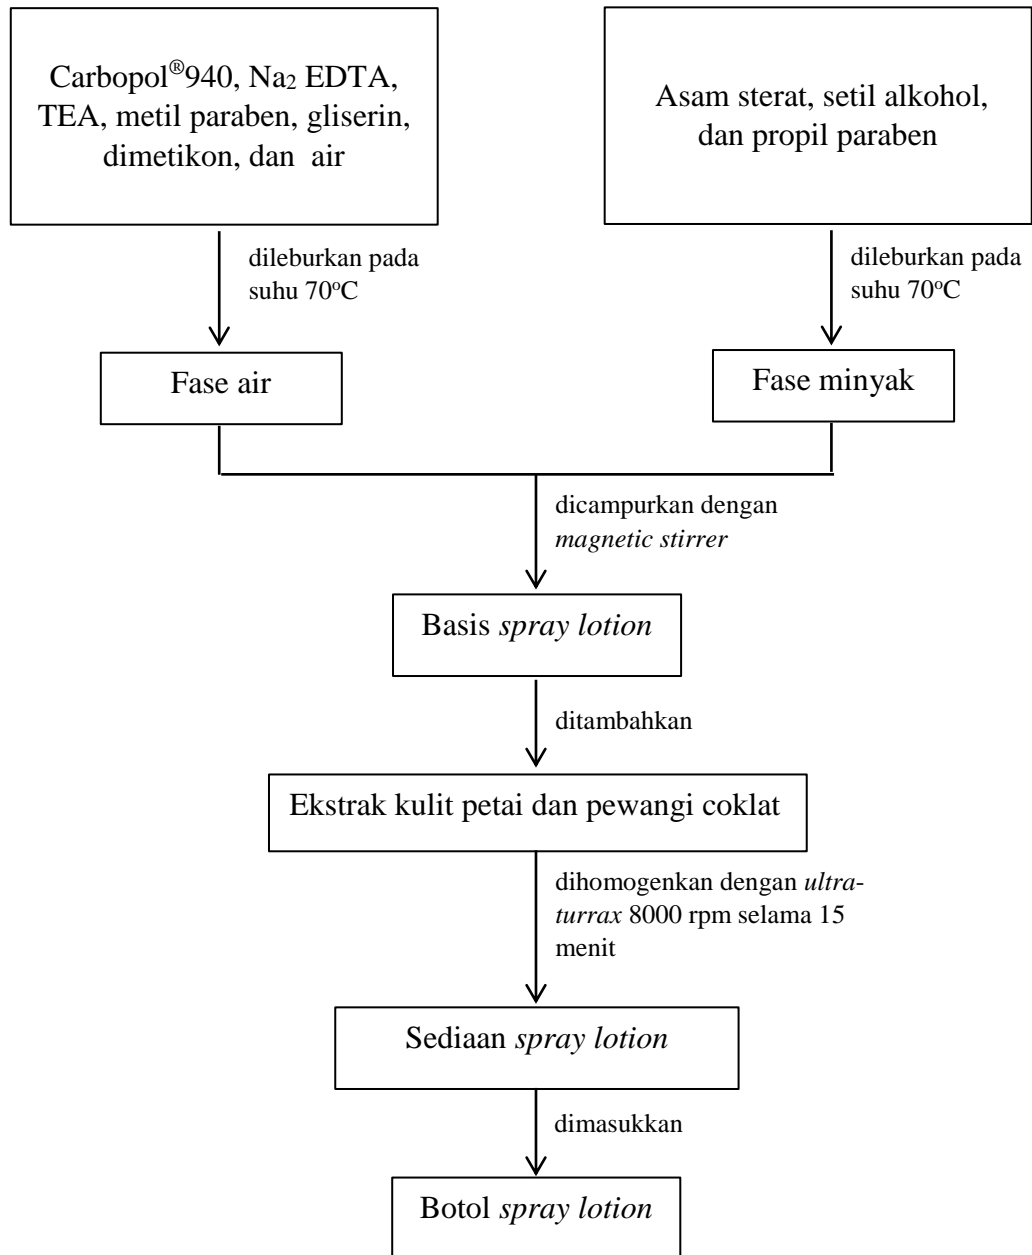 Carbopol®940, Na₂ EDTA,
TEA, metil paraben, gliserin,
dimetikon, dan air
Asam sterat, setil alkohol,
dan propil paraben
dileburkan pada
suhu 70ºC
dileburkan pada
suhu 70ºC
Fase air
Fase minyak
dicampurkan dengan
magnetic stirrer
Basis spray lotion
ditambahkan
Ekstrak kulit petai dan pewangi coklat
dihomogenkan dengan ultra-
turrax 8000 rpm selama 15
menit
Sediaan spray lotion
dimasukkan
Botol spray lotion